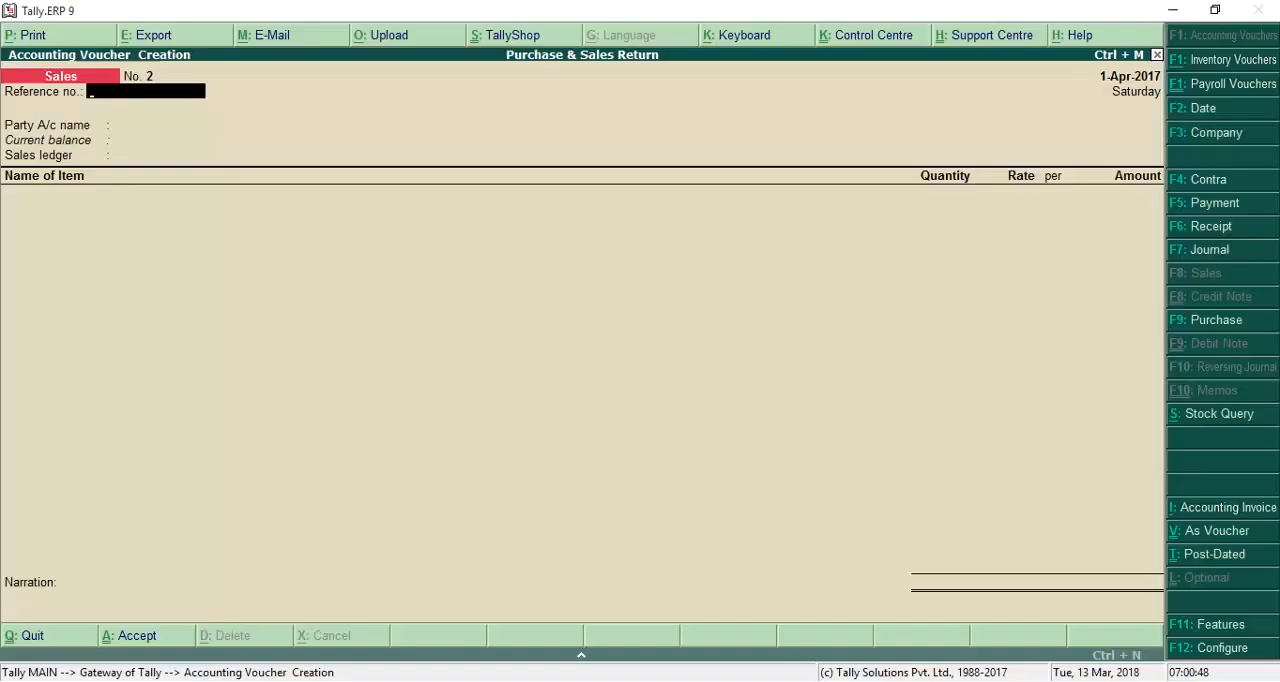 Tally.ERP 9
P: Print E: Export M: E-Mail O: Upload S: TallyShop G: Language K: Keyboard K: Control Centre H: Support Centre H: Help F1: Accounting Vouchers
Accounting Voucher Creation Purchase & Sales Return Ctrl + M
F1: Inventory Vouchers
Sales No. 2 1-Apr-2017
Reference no.: Saturday F1: Payroll Vouchers
F2: Date
Party A/c name :
Current balance : F3: Company
Sales ledger :
Name of Item Quantity Rate per Amount
F4: Contra
F5: Payment
F6: Receipt
F7: Journal
F8: Sales
F8: Credit Note
F9: Purchase
F9: Debit Note
F10: Reversing Journal
F10: Memos
S: Stock Query
I: Accounting Invoice
V: As Voucher
T: Post-Dated
Narration: L: Optional
F11: Features
Q: Quit A: Accept D: Delete X: Cancel
F12: Configure
Ctrl + N
Tally MAIN --> Gateway of Tally --> Accounting Voucher Creation (c) Tally Solutions Pvt. Ltd., 1988-2017 Tue, 13 Mar, 2018 07:00:48